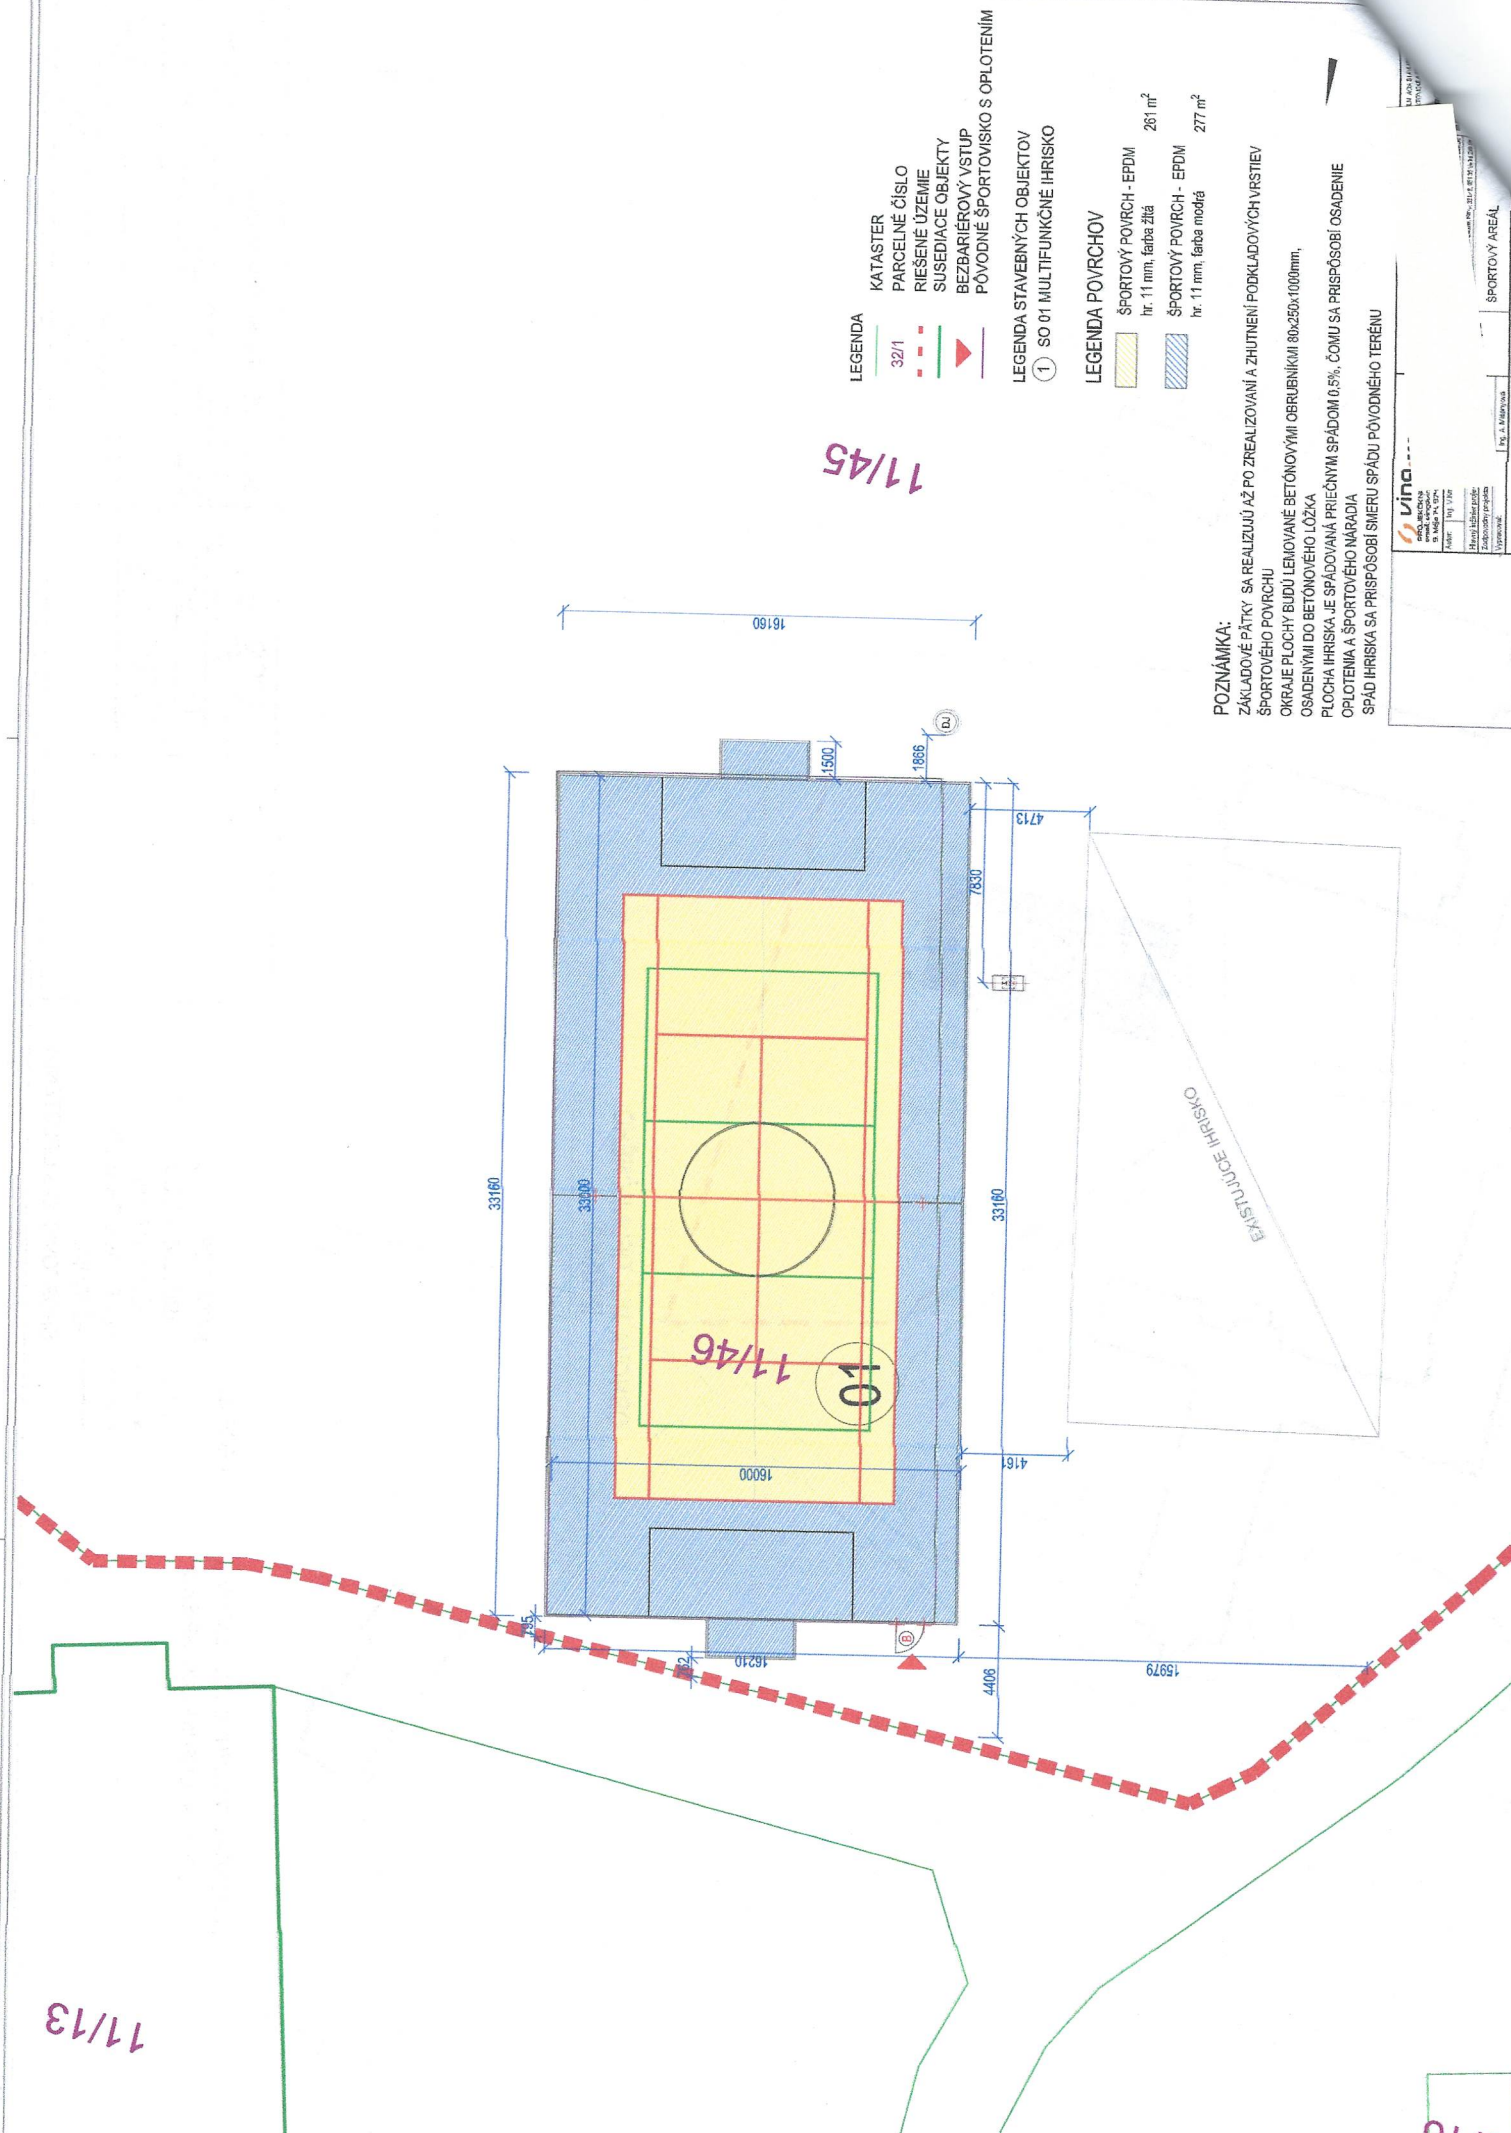 LEGENDA
KATASTER
32/1 PARCELNÉ ČÍSLO
RIEŠENÉ ÚZEMIE
SUSEDIACE OBJEKTY
BEZBARIÉROVÝ VSTUP
PÔVODNÉ ŠPORTOVISKO S OPLOTENÍM
LEGENDA STAVEBNÝCH OBJEKTOV
1 SO 01 MULTIFUNKČNÉ IHRISKO
LEGENDA POVRCHOV
ŠPORTOVÝ POVRCH - EPDM
hr. 11 mm, farba žltá 261 m²
ŠPORTOVÝ POVRCH - EPDM
hr. 11 mm, farba modrá 277 m²
POZNÁMKA:
ZÁKLADOVÉ PÄTKY SA REALIZUJÚ AŽ PO ZREALIZOVANÍ A ZHUTNENÍ PODKLADOVÝCH VRSTIEV
ŠPORTOVÉHO POVRCHU
OKRAJE PLOCHY BUDÚ LEMOVANÉ BETÓNOVÝMI OBRUBNÍKMI 80x250x1000mm,
OSADENÝMI DO BETÓNOVÉHO LÔŽKA
PLOCHA IHRISKA JE SPÁDOVANÁ PRIEČNYM SPÁDOM 0,5%, ČOMU SA PRISPÔSOBÍ OSADENIE
OPLOTENIA A ŠPORTOVÉHO NÁRADIA
SPÁD IHRISKA SA PRISPÔSOBÍ SMERU SPÁDU PÔVODNÉHO TERÉNU
11/45
11/46
11/13
01
33160
33000
33160
16160
16000
16210
1500
1866
DJ
4713
7830
4161
4406
15979
B
EXISTUJÚCE IHRISKO
Autor:
Zodpovedný projektant
Vypracoval:
ŠPORTOVÝ AREÁL